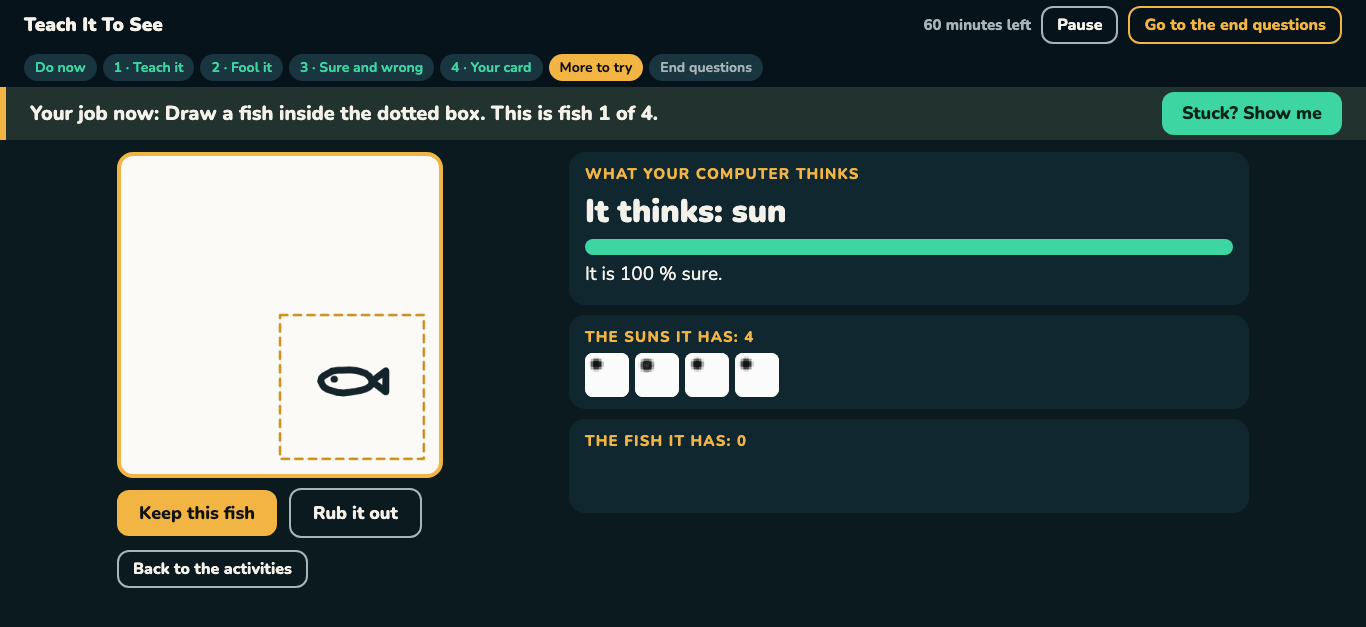 Teach It To See
60 minutes left
Pause
Go to the end questions
Do now
1 · Teach it
2 · Fool it
3 · Sure and wrong
4 · Your card
More to try
End questions
Your job now: Draw a fish inside the dotted box. This is fish 1 of 4.
Stuck? Show me
WHAT YOUR COMPUTER THINKS
It thinks: sun
It is 100 % sure.
THE SUNS IT HAS: 4
THE FISH IT HAS: 0
Keep this fish
Rub it out
Back to the activities